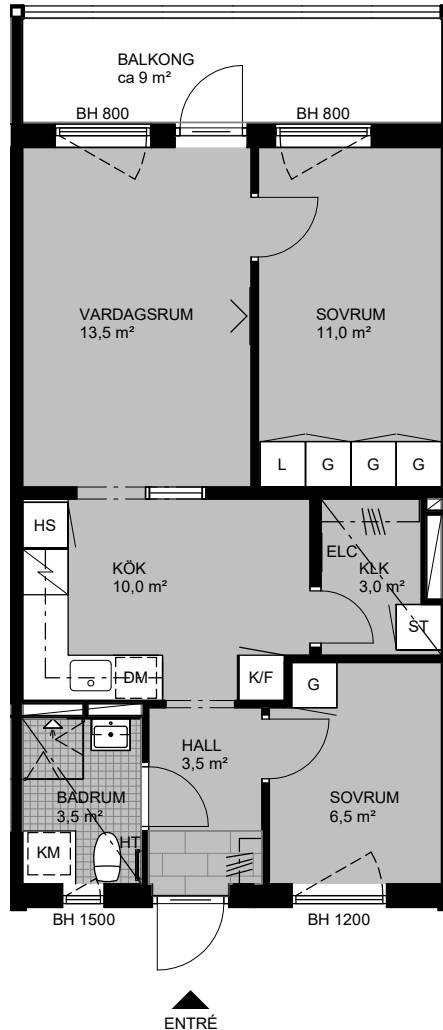 BALKONG
ca 9 m²
BH 800
BH 800
VARDAGSRUM
13,5 m²
SOVRUM
11,0 m²
L
G
G
G
HS
KÖK
10,0 m²
ELC
KLK
3,0 m²
ST
DM
K/F
G
HALL
3,5 m²
BADRUM
3,5 m²
SOVRUM
6,5 m²
KM
HT
BH 1500
BH 1200
ENTRÉ